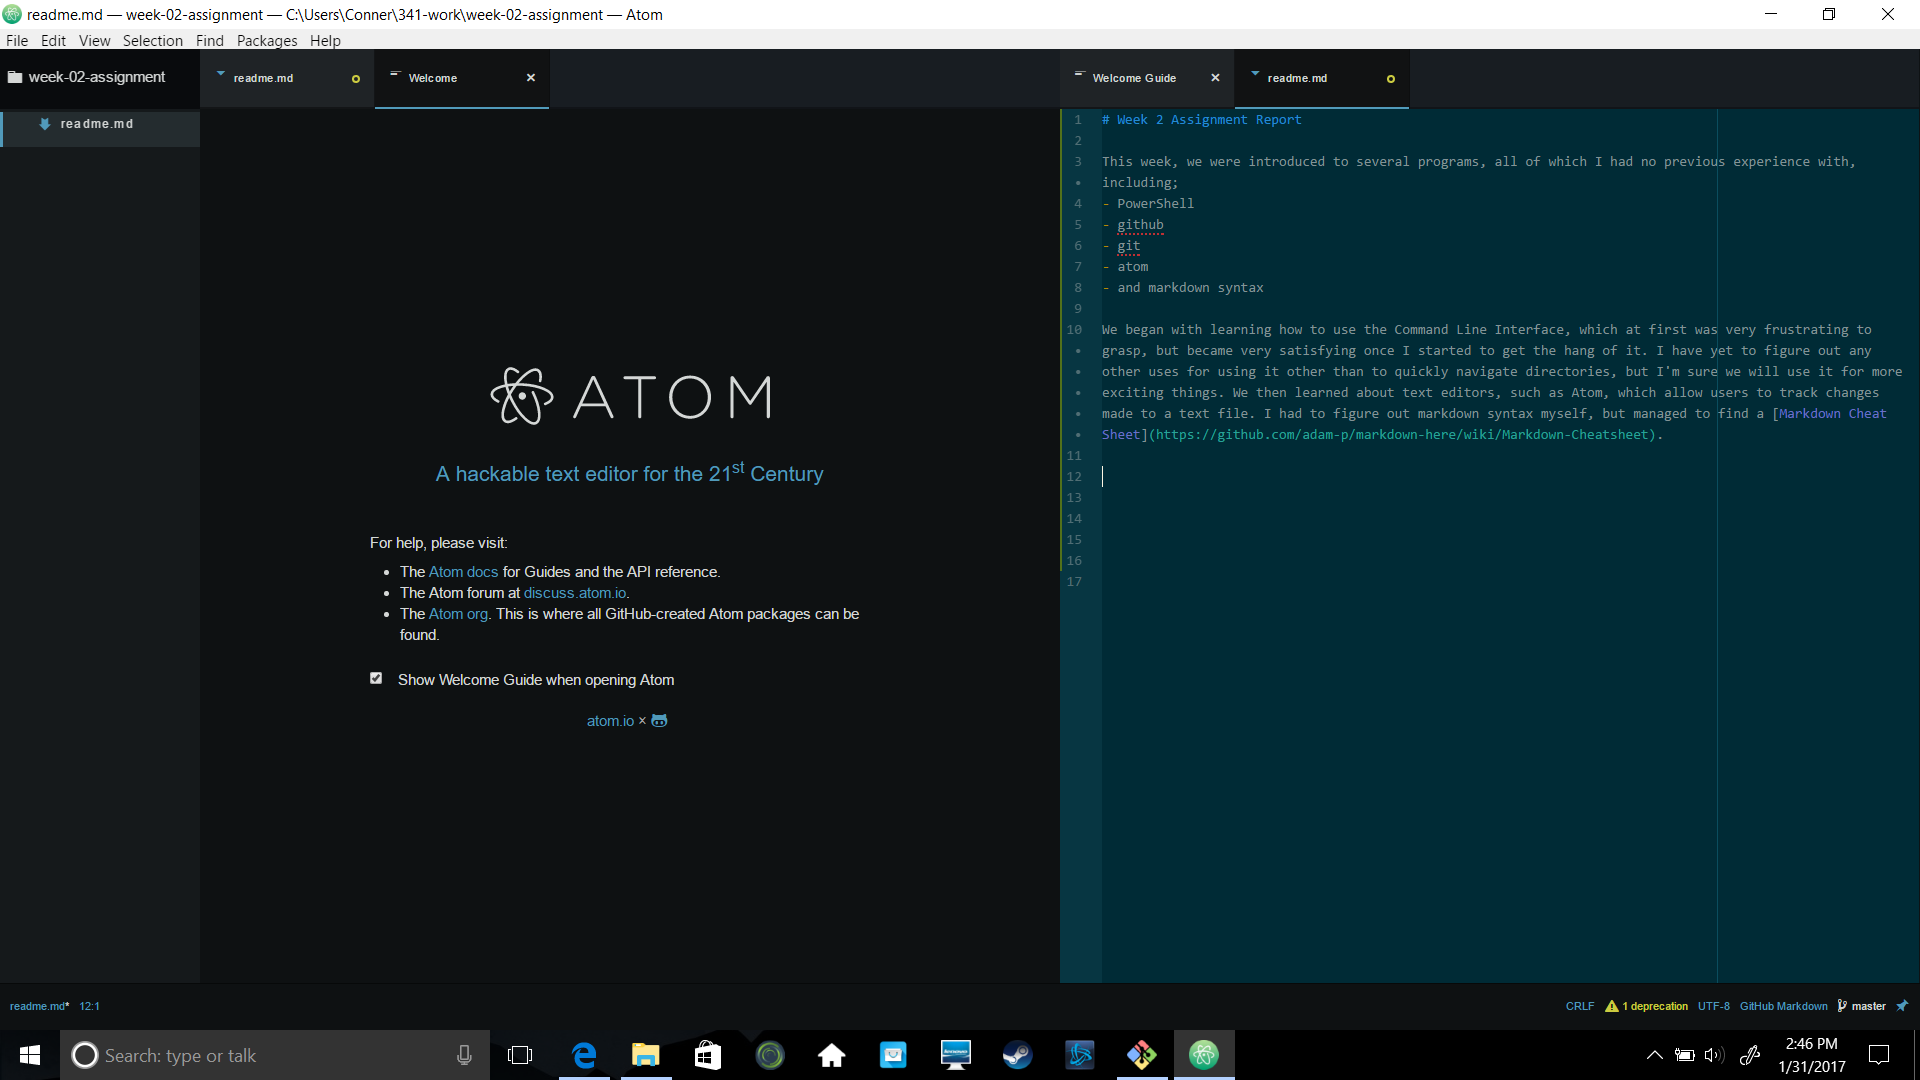 readme.md — week-02-assignment — C:\Users\Conner\341-work\week-02-assignment — Atom
File Edit View Selection Find Packages Help
week-02-assignment
readme.md
readme.md
Welcome
ATOM
A hackable text editor for the 21st Century
For help, please visit:
The Atom docs for Guides and the API reference.
The Atom forum at discuss.atom.io.
The Atom org. This is where all GitHub-created Atom packages can be
found.
Show Welcome Guide when opening Atom
atom.io ×
Welcome Guide
readme.md
1 # Week 2 Assignment Report
2
3 This week, we were introduced to several programs, all of which I had no previous experience with,
• including;
4 - PowerShell
5 - github
6 - git
7 - atom
8 - and markdown syntax
9
10 We began with learning how to use the Command Line Interface, which at first was very frustrating to
• grasp, but became very satisfying once I started to get the hang of it. I have yet to figure out any
• other uses for using it other than to quickly navigate directories, but I'm sure we will use it for more
• exciting things. We then learned about text editors, such as Atom, which allow users to track changes
• made to a text file. I had to figure out markdown syntax myself, but managed to find a [Markdown Cheat
• Sheet](https://github.com/adam-p/markdown-here/wiki/Markdown-Cheatsheet).
11
12
13
14
15
16
17
readme.md* 12:1
CRLF 1 deprecation UTF-8 GitHub Markdown master
Search: type or talk
2:46 PM
1/31/2017